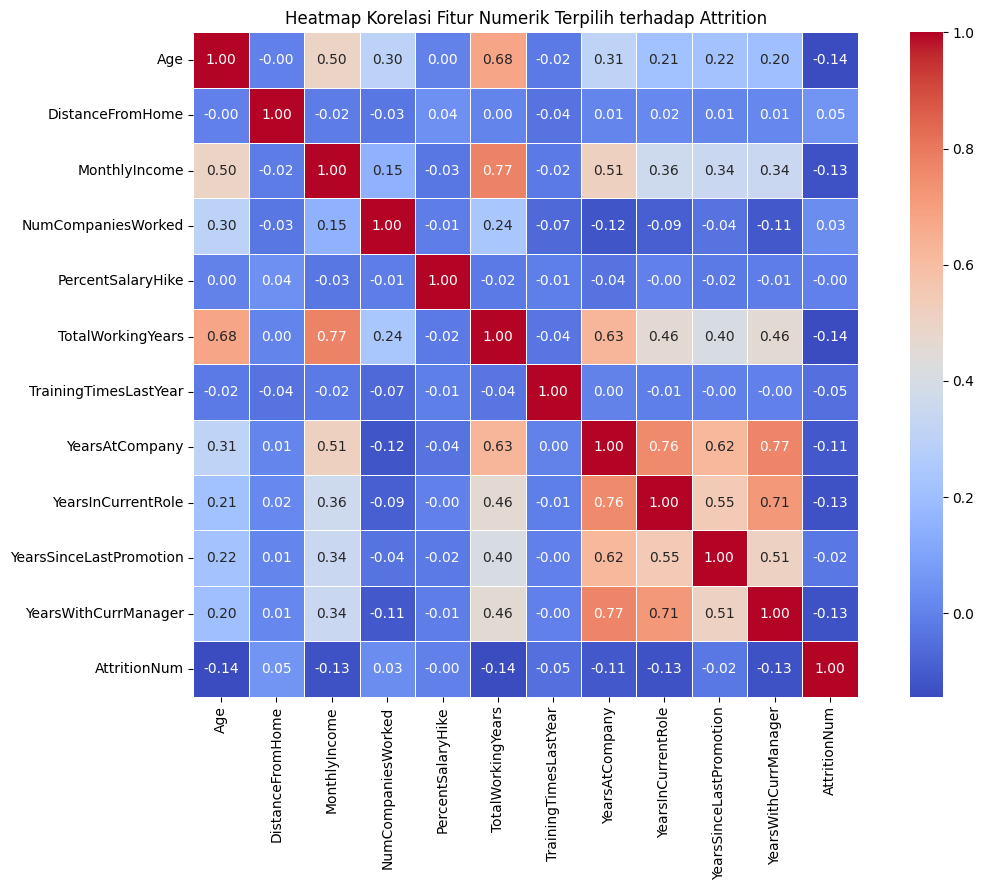 Heatmap Korelasi Fitur Numerik Terpilih terhadap Attrition
Age 1.00 -0.00 0.50 0.30 0.00 0.68 -0.02 0.31 0.21 0.22 0.20 -0.14
DistanceFromHome -0.00 1.00 -0.02 -0.03 0.04 0.00 -0.04 0.01 0.02 0.01 0.01 0.05
MonthlyIncome 0.50 -0.02 1.00 0.15 -0.03 0.77 -0.02 0.51 0.36 0.34 0.34 -0.13
NumCompaniesWorked 0.30 -0.03 0.15 1.00 -0.01 0.24 -0.07 -0.12 -0.09 -0.04 -0.11 0.03
PercentSalaryHike 0.00 0.04 -0.03 -0.01 1.00 -0.02 -0.01 -0.04 -0.00 -0.02 -0.01 -0.00
TotalWorkingYears 0.68 0.00 0.77 0.24 -0.02 1.00 -0.04 0.63 0.46 0.40 0.46 -0.14
TrainingTimesLastYear -0.02 -0.04 -0.02 -0.07 -0.01 -0.04 1.00 0.00 -0.01 -0.00 -0.00 -0.05
YearsAtCompany 0.31 0.01 0.51 -0.12 -0.04 0.63 0.00 1.00 0.76 0.62 0.77 -0.11
YearsInCurrentRole 0.21 0.02 0.36 -0.09 -0.00 0.46 -0.01 0.76 1.00 0.55 0.71 -0.13
YearsSinceLastPromotion 0.22 0.01 0.34 -0.04 -0.02 0.40 -0.00 0.62 0.55 1.00 0.51 -0.02
YearsWithCurrManager 0.20 0.01 0.34 -0.11 -0.01 0.46 -0.00 0.77 0.71 0.51 1.00 -0.13
AttritionNum -0.14 0.05 -0.13 0.03 -0.00 -0.14 -0.05 -0.11 -0.13 -0.02 -0.13 1.00
Age
DistanceFromHome
MonthlyIncome
NumCompaniesWorked
PercentSalaryHike
TotalWorkingYears
TrainingTimesLastYear
YearsAtCompany
YearsInCurrentRole
YearsSinceLastPromotion
YearsWithCurrManager
AttritionNum
1.0
0.8
0.6
0.4
0.2
0.0